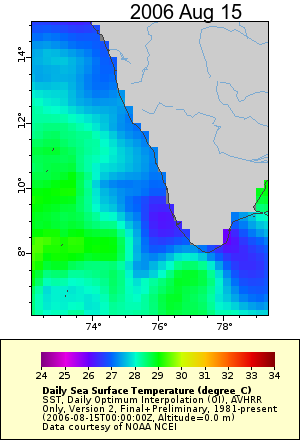 2006 Aug 15
14°
12°
10°
8°
74° 76° 78°
24 25 26 27 28 29 30 31 32 33 34
Daily Sea Surface Temperature (degree_C)
SST, Daily Optimum Interpolation (OI), AVHRR
Only, Version 2, Final+Preliminary, 1981-present
(2006-08-15T00:00:00Z, Altitude=0.0 m)
Data courtesy of NOAA NCEI